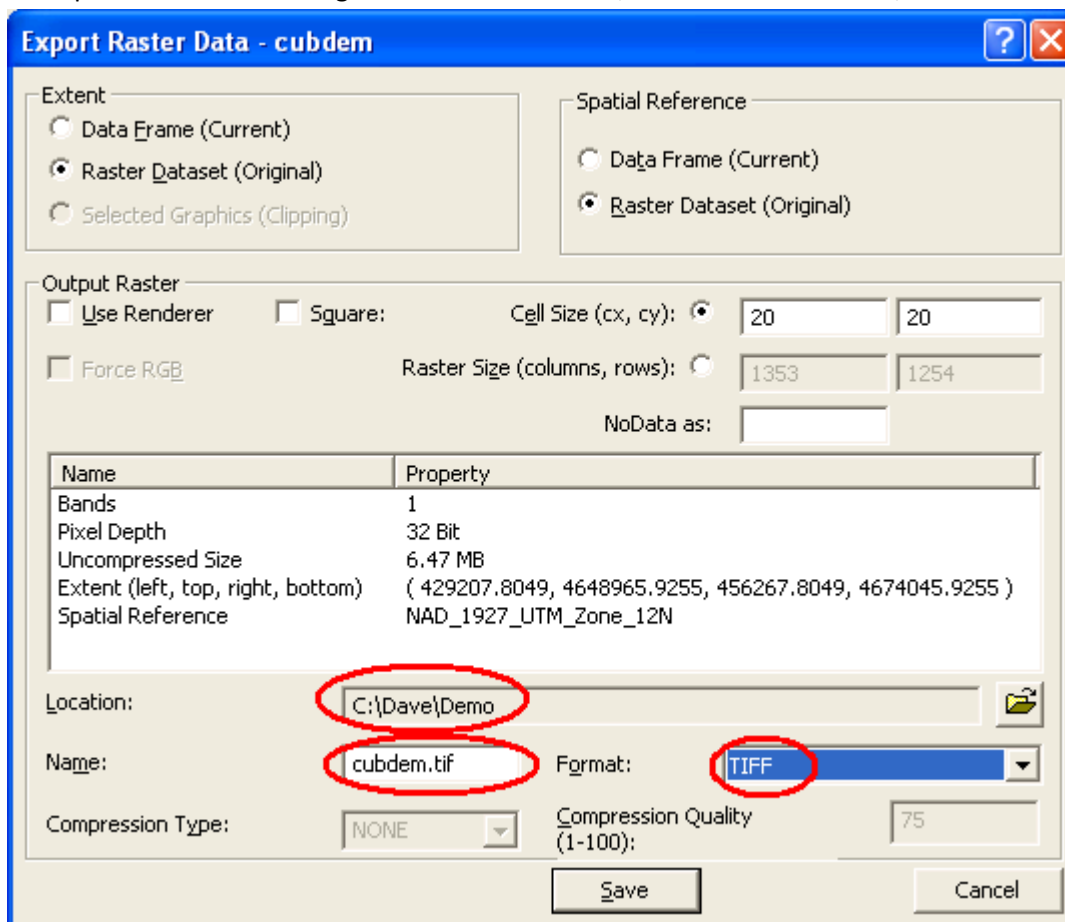 Export Raster Data - cubdem
Extent
Data Frame (Current)
Raster Dataset (Original)
Selected Graphics (Clipping)
Spatial Reference
Data Frame (Current)
Raster Dataset (Original)
Output Raster
Use Renderer
Square:
Cell Size (cx, cy):
20
20
Force RGB
Raster Size (columns, rows):
1353
1254
NoData as:
Name Property
Bands 1
Pixel Depth 32 Bit
Uncompressed Size 6.47 MB
Extent (left, top, right, bottom) ( 429207.8049, 4648965.9255, 456267.8049, 4674045.9255 )
Spatial Reference NAD_1927_UTM_Zone_12N
Location: C:\Dave\Demo
Name: cubdem.tif Format: TIFF
Compression Type: NONE
Compression Quality
(1-100):
75
Save Cancel